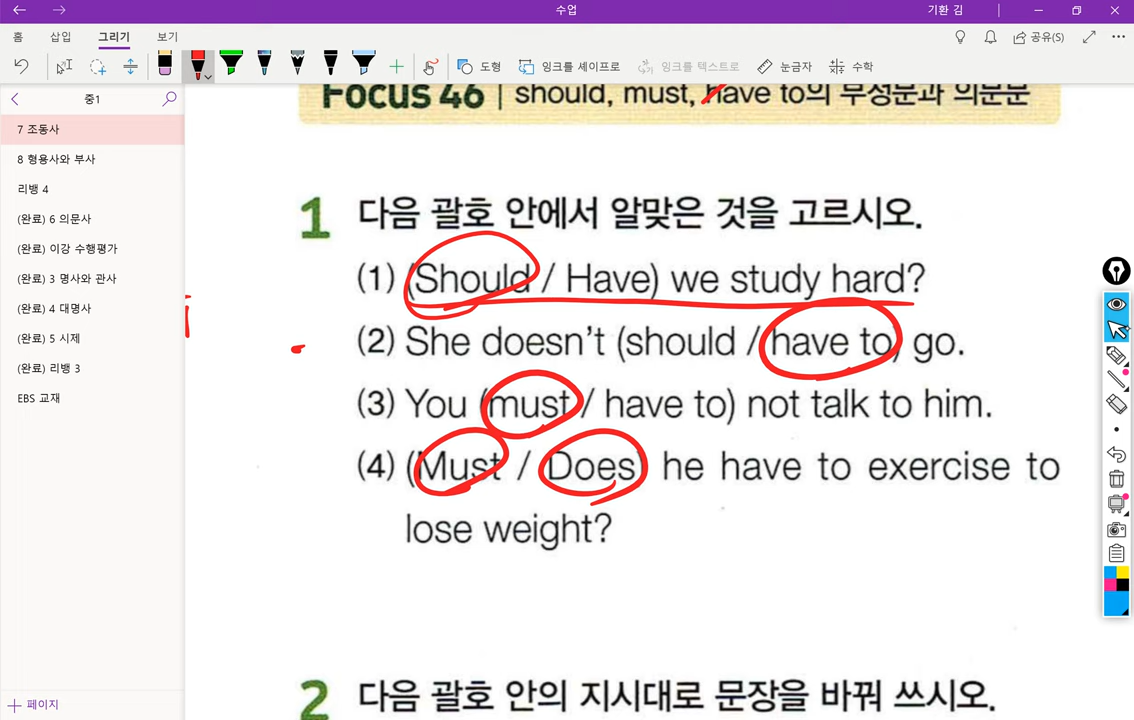 수업
기환 김
홈 삽입 그리기 보기
공유(S)
도형 잉크를 셰이프로 잉크를 텍스트로 눈금자 수학
중1
7 조동사
8 형용사와 부사
리뱅 4
(완료) 6 의문사
(완료) 이강 수행평가
(완료) 3 명사와 관사
(완료) 4 대명사
(완료) 5 시제
(완료) 리뱅 3
EBS 교재
페이지
Focus 46 should, must, have to의 부정문과 의문문
1 다음 괄호 안에서 알맞은 것을 고르시오.
(1) (Should / Have) we study hard?
(2) She doesn't (should / have to) go.
(3) You (must / have to) not talk to him.
(4) (Must / Does) he have to exercise to
lose weight?
2 다음 괄호 안의 지시대로 문장을 바꿔 쓰시오.